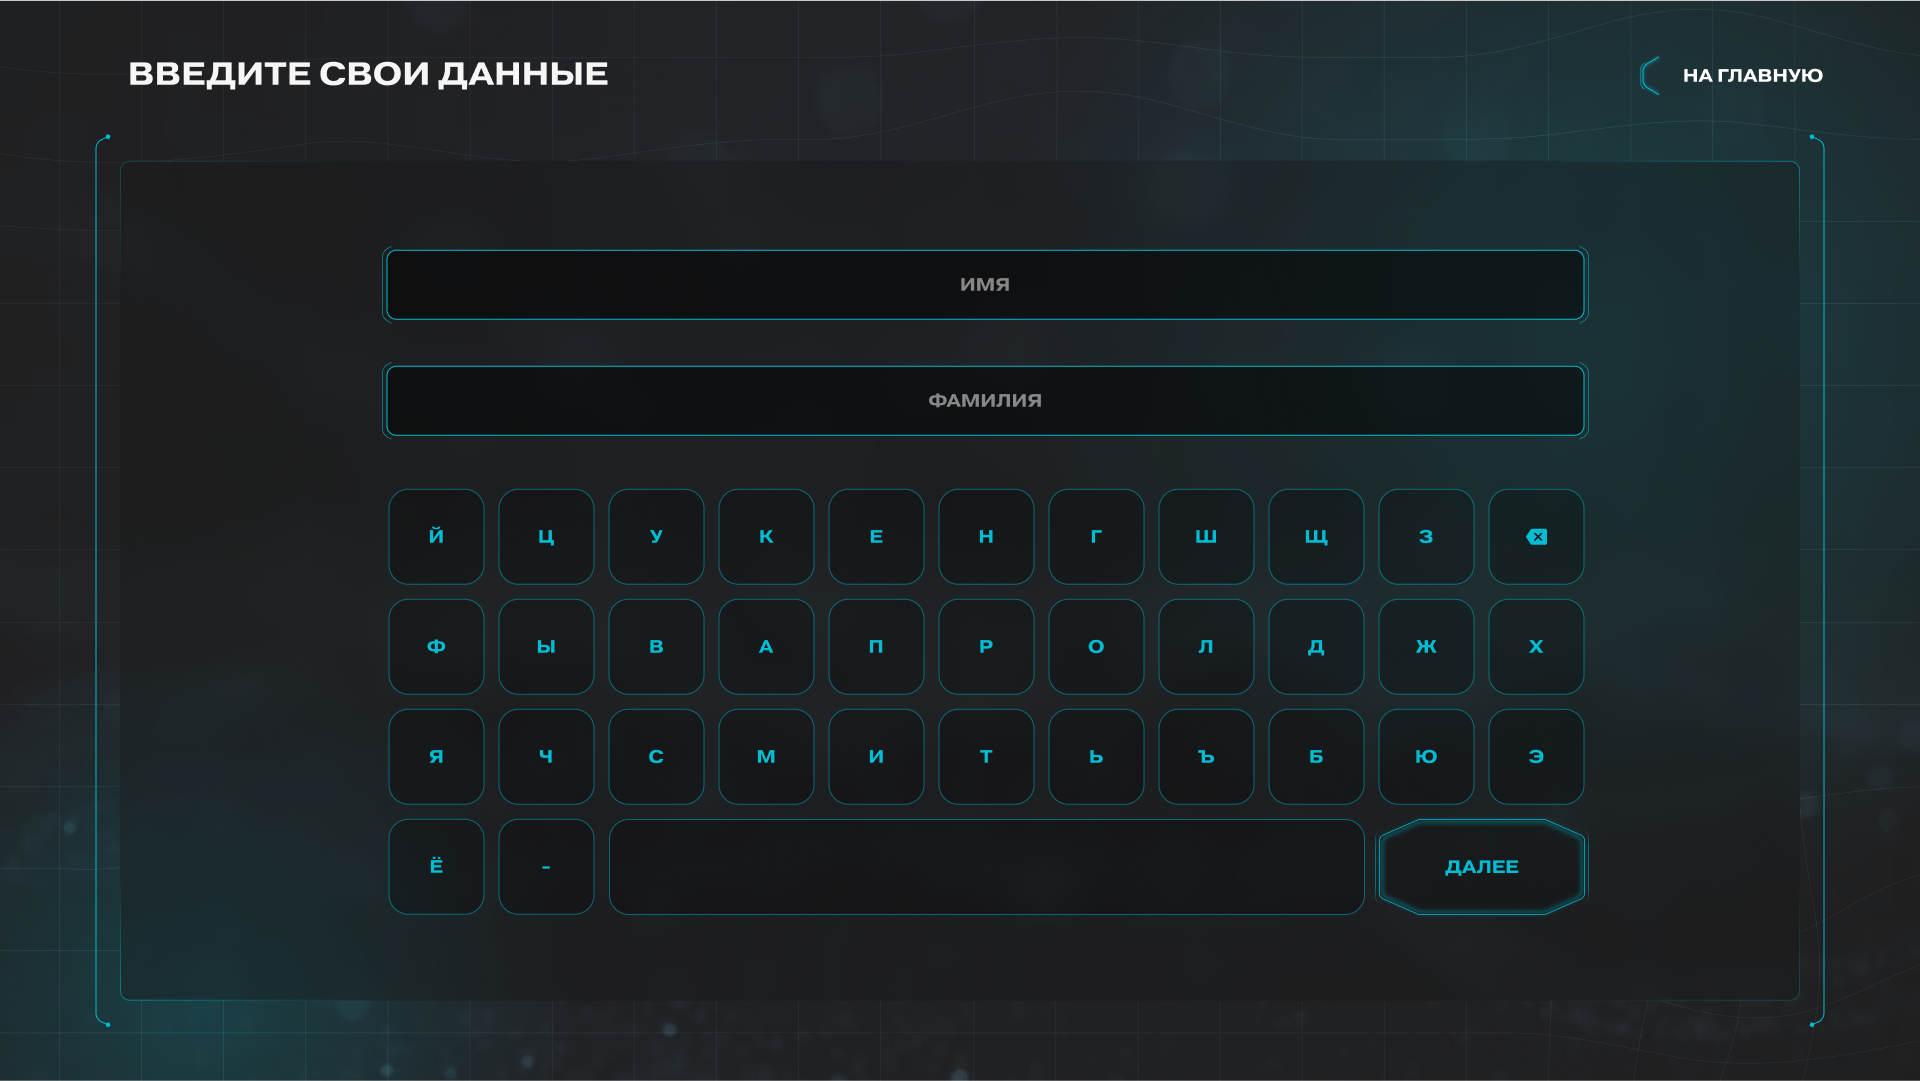 ВВЕДИТЕ СВОИ ДАННЫЕ
НА ГЛАВНУЮ
ИМЯ
ФАМИЛИЯ
Й Ц У К Е Н Г Ш Щ З
Ф Ы В А П Р О Л Д Ж Х
Я Ч С М И Т Ь Ъ Б Ю Э
Ё - ДАЛЕЕ